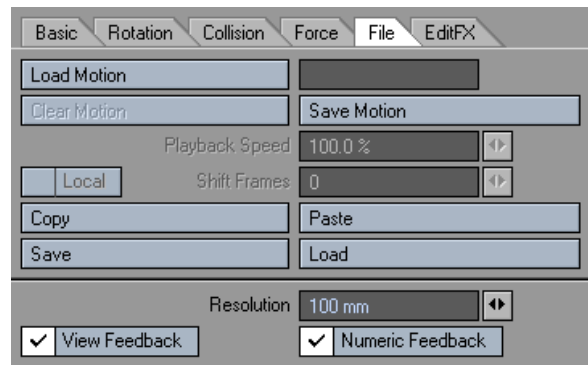 Basic Rotation Collision Force File EditFX
Load Motion
Clear Motion Save Motion
Playback Speed 100.0 %
Local Shift Frames 0
Copy Paste
Save Load
Resolution 100 mm
View Feedback Numeric Feedback